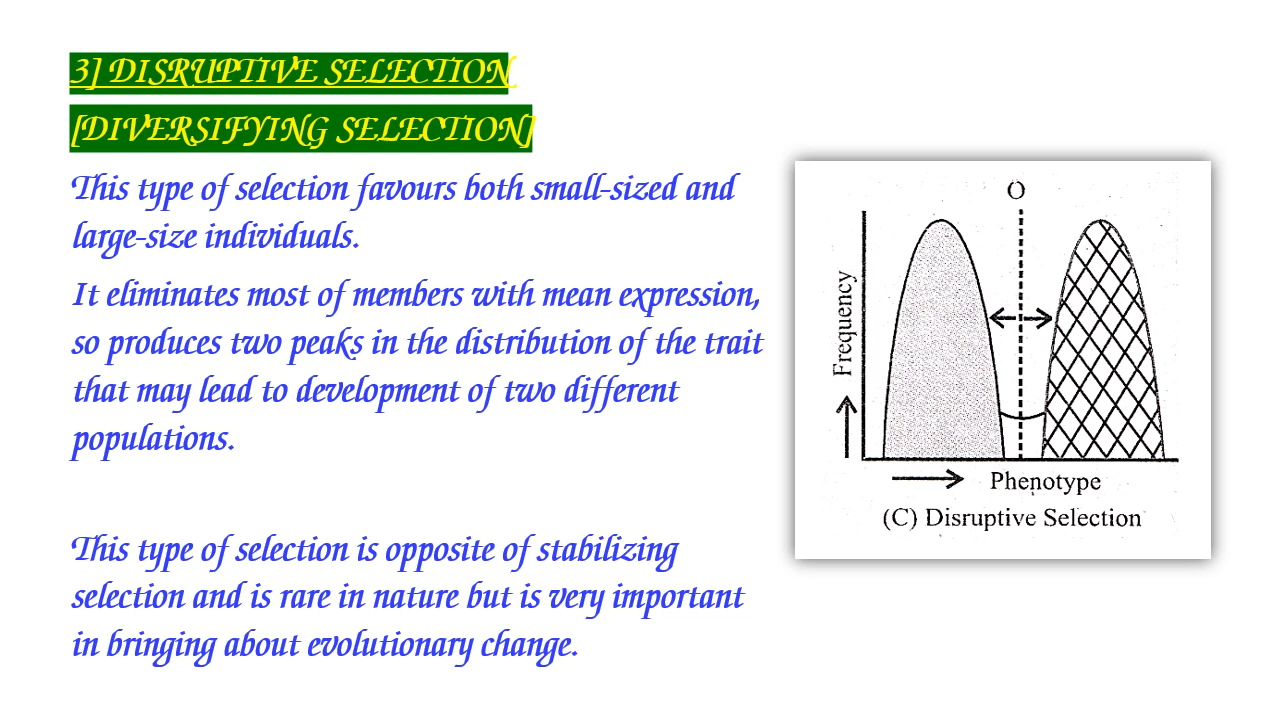 3] DISRUPTIVE SELECTION
[DIVERSIFYING SELECTION]
This type of selection favours both small-sized and
large-size individuals.
It eliminates most of members with mean expression,
so produces two peaks in the distribution of the trait
that may lead to development of two different
populations.
This type of selection is opposite of stabilizing
selection and is rare in nature but is very important
in bringing about evolutionary change.
O
Frequency
Phenotype
(C) Disruptive Selection